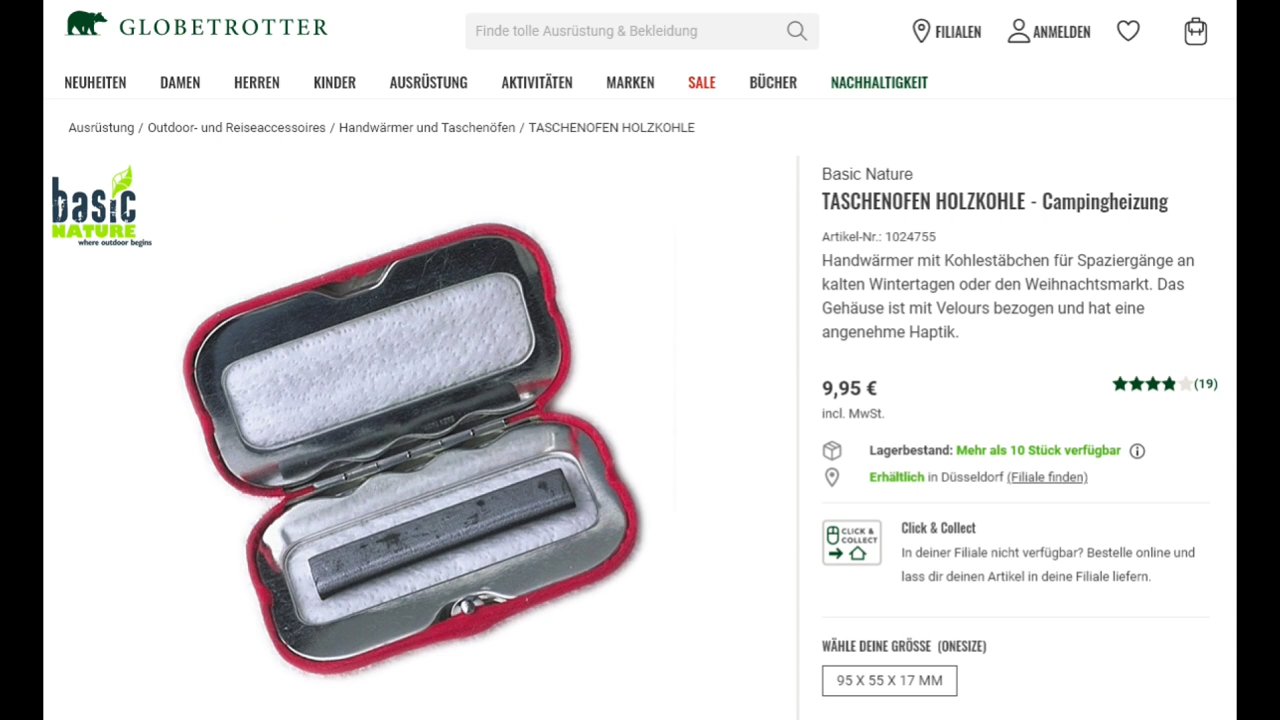 GLOBETROTTER
Finde tolle Ausrüstung & Bekleidung
FILIALEN
ANMELDEN
NEUHEITEN DAMEN HERREN KINDER AUSRÜSTUNG AKTIVITÄTEN MARKEN SALE BÜCHER NACHHALTIGKEIT
Ausrüstung / Outdoor- und Reiseaccessoires / Handwärmer und Taschenöfen / TASCHENOFEN HOLZKOHLE
basic
NATURE
where outdoor begins
Basic Nature
TASCHENOFEN HOLZKOHLE - Campingheizung
Artikel-Nr.: 1024755
Handwärmer mit Kohlestäbchen für Spaziergänge an
kalten Wintertagen oder den Weihnachtsmarkt. Das
Gehäuse ist mit Velours bezogen und hat eine
angenehme Haptik.
9,95 €
(19)
incl. MwSt.
Lagerbestand: Mehr als 10 Stück verfügbar
Erhältlich in Düsseldorf (Filiale finden)
CLICK &
COLLECT
Click & Collect
In deiner Filiale nicht verfügbar? Bestelle online und
lass dir deinen Artikel in deine Filiale liefern.
WÄHLE DEINE GRÖSSE (ONESIZE)
95 X 55 X 17 MM